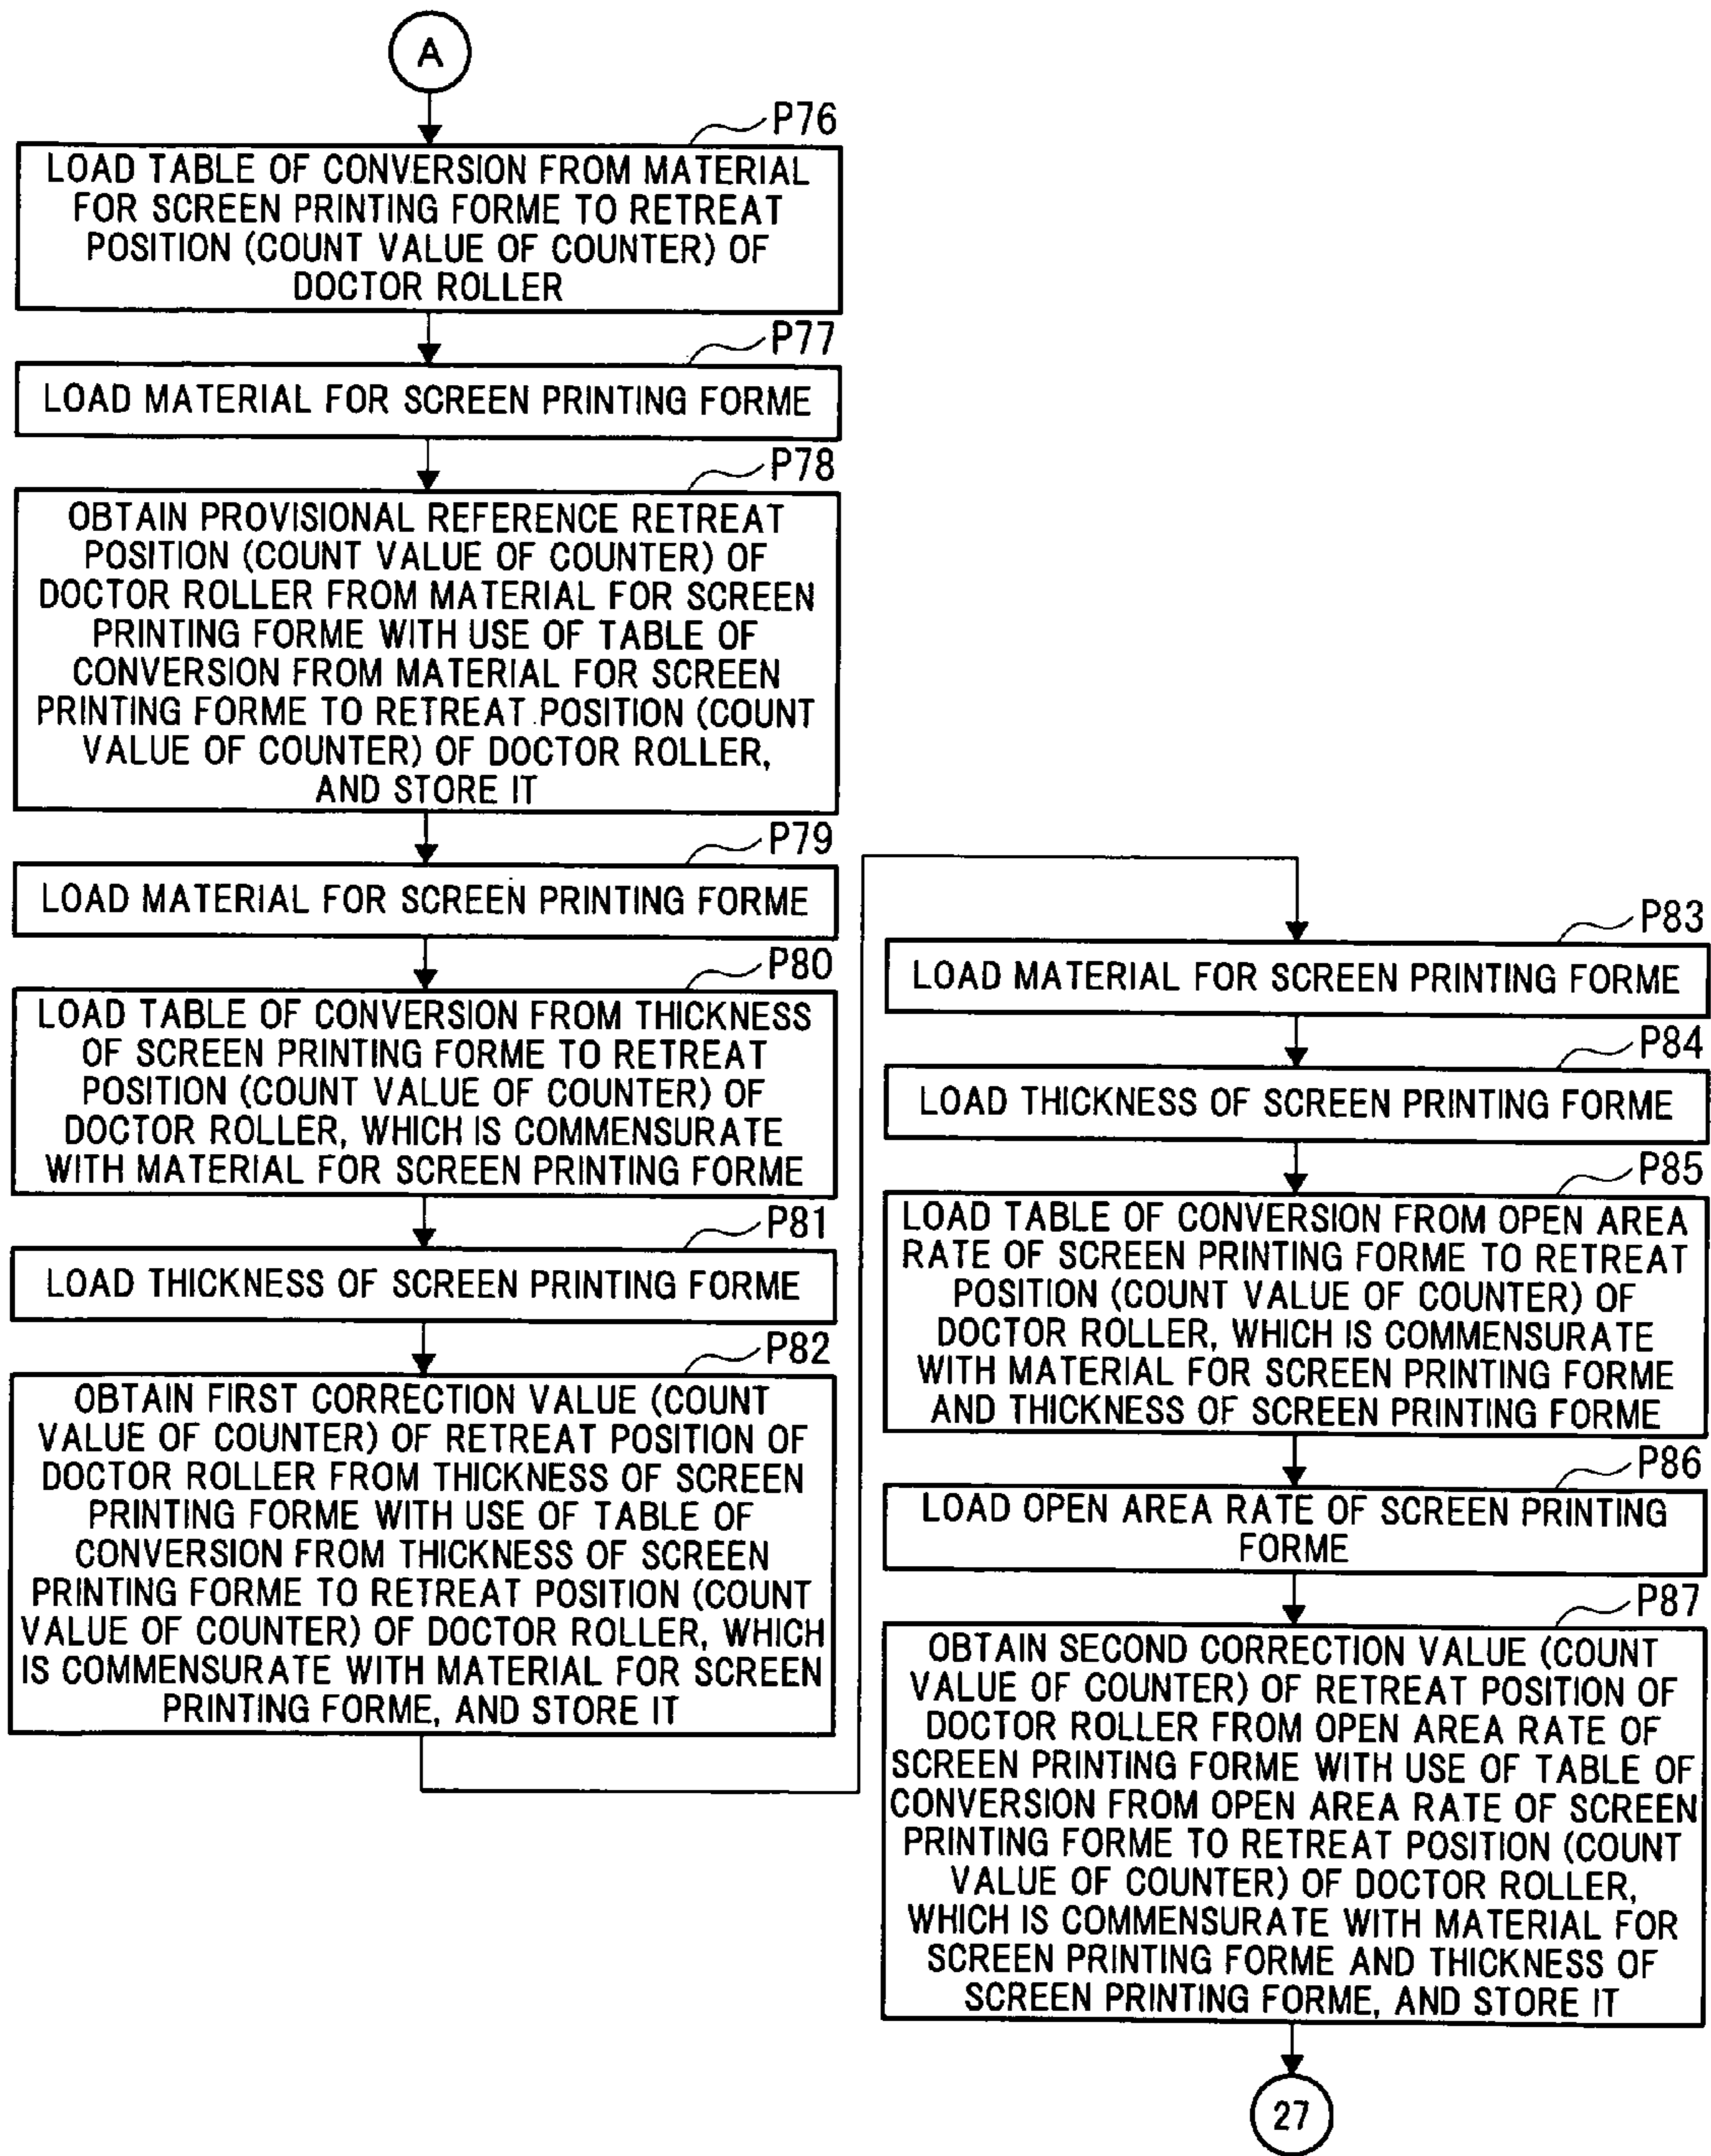 A
P76
LOAD TABLE OF CONVERSION FROM MATERIAL
FOR SCREEN PRINTING FORME TO RETREAT
POSITION (COUNT VALUE OF COUNTER) OF
DOCTOR ROLLER
P77
LOAD MATERIAL FOR SCREEN PRINTING FORME
P78
OBTAIN PROVISIONAL REFERENCE RETREAT
POSITION (COUNT VALUE OF COUNTER) OF
DOCTOR ROLLER FROM MATERIAL FOR SCREEN
PRINTING FORME WITH USE OF TABLE OF
CONVERSION FROM MATERIAL FOR SCREEN
PRINTING FORME TO RETREAT POSITION (COUNT
VALUE OF COUNTER) OF DOCTOR ROLLER,
AND STORE IT
P79
LOAD MATERIAL FOR SCREEN PRINTING FORME
P80
LOAD TABLE OF CONVERSION FROM THICKNESS
OF SCREEN PRINTING FORME TO RETREAT
POSITION (COUNT VALUE OF COUNTER) OF
DOCTOR ROLLER, WHICH IS COMMENSURATE
WITH MATERIAL FOR SCREEN PRINTING FORME
P81
LOAD THICKNESS OF SCREEN PRINTING FORME
P82
OBTAIN FIRST CORRECTION VALUE (COUNT
VALUE OF COUNTER) OF RETREAT POSITION OF
DOCTOR ROLLER FROM THICKNESS OF SCREEN
PRINTING FORME WITH USE OF TABLE OF
CONVERSION FROM THICKNESS OF SCREEN
PRINTING FORME TO RETREAT POSITION (COUNT
VALUE OF COUNTER) OF DOCTOR ROLLER, WHICH
IS COMMENSURATE WITH MATERIAL FOR SCREEN
PRINTING FORME, AND STORE IT
P83
LOAD MATERIAL FOR SCREEN PRINTING FORME
P84
LOAD THICKNESS OF SCREEN PRINTING FORME
P85
LOAD TABLE OF CONVERSION FROM OPEN AREA
RATE OF SCREEN PRINTING FORME TO RETREAT
POSITION (COUNT VALUE OF COUNTER) OF
DOCTOR ROLLER, WHICH IS COMMENSURATE
WITH MATERIAL FOR SCREEN PRINTING FORME
AND THICKNESS OF SCREEN PRINTING FORME
P86
LOAD OPEN AREA RATE OF SCREEN PRINTING
FORME
P87
OBTAIN SECOND CORRECTION VALUE (COUNT
VALUE OF COUNTER) OF RETREAT POSITION OF
DOCTOR ROLLER FROM OPEN AREA RATE OF
SCREEN PRINTING FORME WITH USE OF TABLE OF
CONVERSION FROM OPEN AREA RATE OF SCREEN
PRINTING FORME TO RETREAT POSITION (COUNT
VALUE OF COUNTER) OF DOCTOR ROLLER,
WHICH IS COMMENSURATE WITH MATERIAL FOR
SCREEN PRINTING FORME AND THICKNESS OF
SCREEN PRINTING FORME, AND STORE IT
27